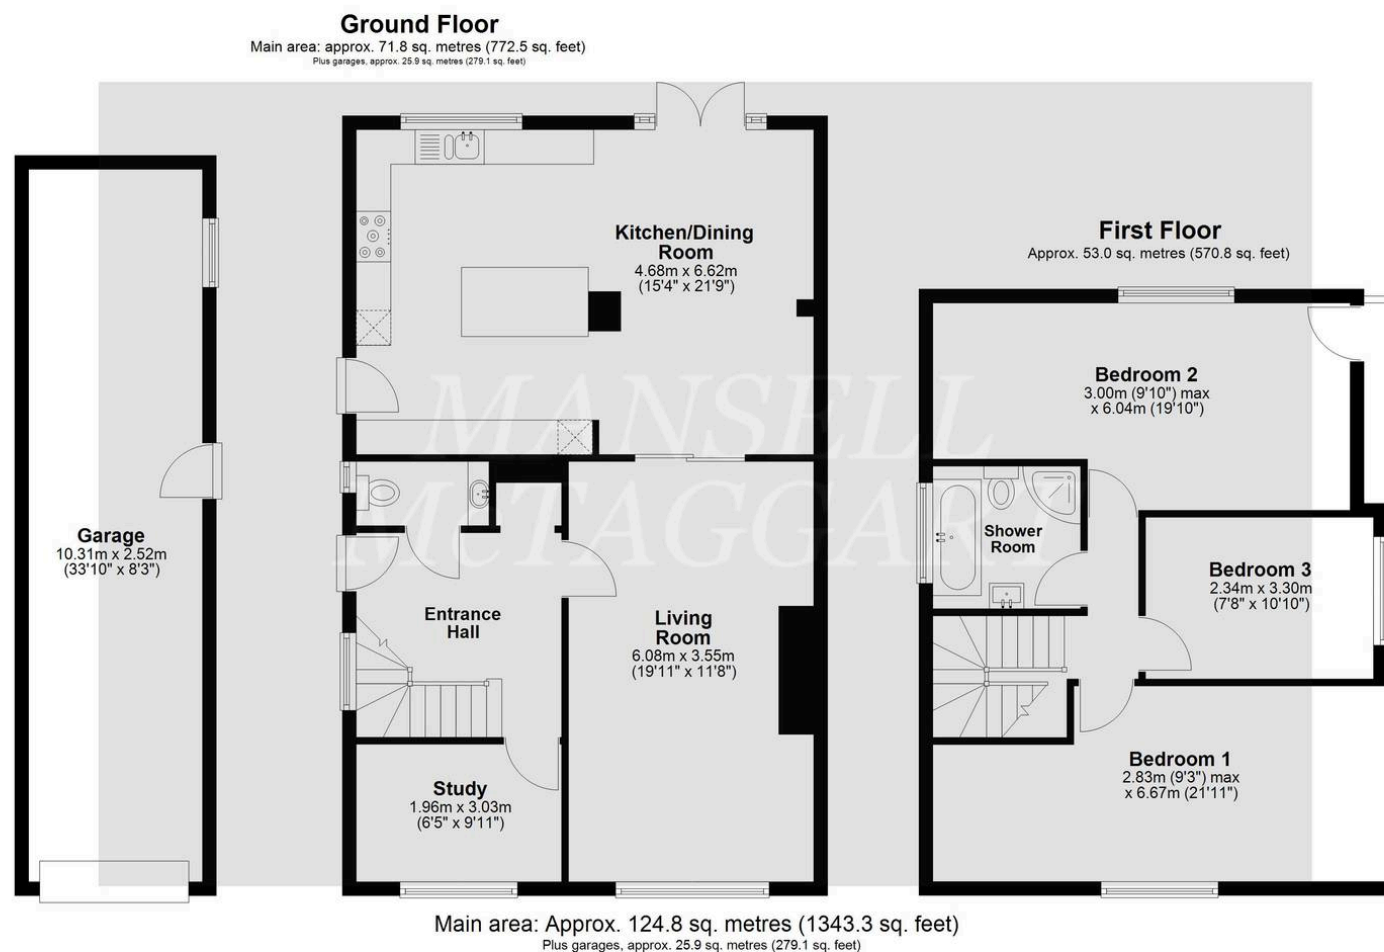 Ground Floor
Main area: approx. 71.8 sq. metres (772.5 sq. feet)
Plus garages, approx. 25.9 sq. metres (279.1 sq. feet)
Kitchen/Dining
Room
4.68m x 6.62m
(15'4" x 21'9")
Garage
10.31m x 2.52m
(33'10" x 8'3")
Entrance
Hall
Living
Room
6.08m x 3.55m
(19'11" x 11'8")
Study
1.96m x 3.03m
(6'5" x 9'11")
First Floor
Approx. 53.0 sq. metres (570.8 sq. feet)
Bedroom 2
3.00m (9'10") max
x 6.04m (19'10")
Shower
Room
Bedroom 3
2.34m x 3.30m
(7'8" x 10'10")
Bedroom 1
2.83m (9'3") max
x 6.67m (21'11")
MANSELL
McTAGGART
Main area: Approx. 124.8 sq. metres (1343.3 sq. feet)
Plus garages, approx. 25.9 sq. metres (279.1 sq. feet)